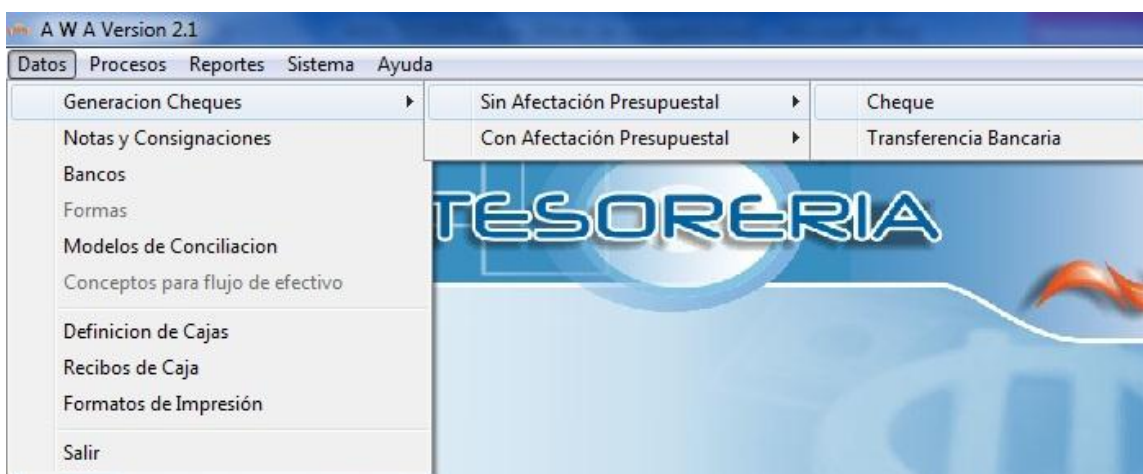 A W A Version 2.1
Datos Procesos Reportes Sistema Ayuda
Generacion Cheques Sin Afectación Presupuestal Cheque
Notas y Consignaciones Con Afectación Presupuestal Transferencia Bancaria
Bancos
Formas
Modelos de Conciliacion
Conceptos para flujo de efectivo
Definicion de Cajas
Recibos de Caja
Formatos de Impresión
Salir
TESORERIA